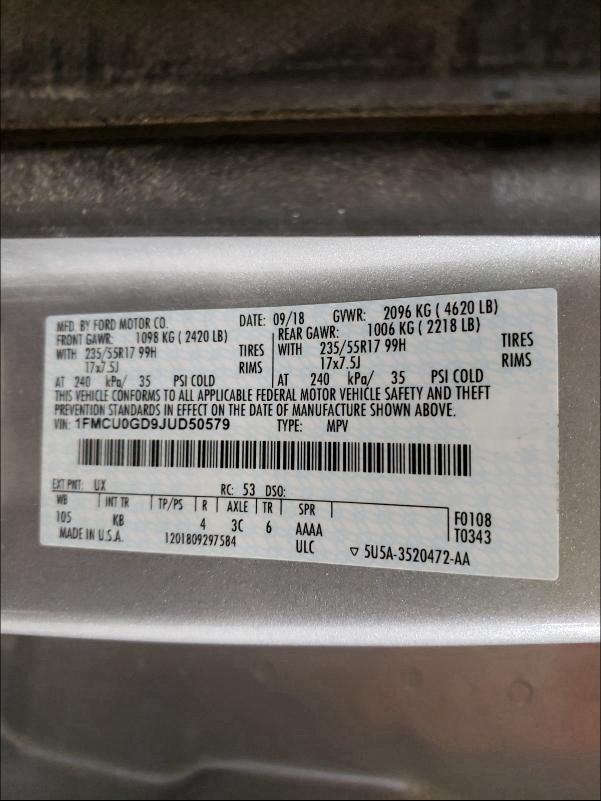 MFD. BY FORD MOTOR CO. DATE: 09/18 GVWR: 2096 KG ( 4620 LB)
FRONT GAWR: 1098 KG ( 2420 LB) REAR GAWR: 1006 KG ( 2218 LB)
WITH 235/55R17 99H TIRES WITH 235/55R17 99H TIRES
17x7.5J RIMS 17x7.5J RIMS
AT 240 kPa/ 35 PSI COLD AT 240 kPa/ 35 PSI COLD
THIS VEHICLE CONFORMS TO ALL APPLICABLE FEDERAL MOTOR VEHICLE SAFETY AND THEFT
PREVENTION STANDARDS IN EFFECT ON THE DATE OF MANUFACTURE SHOWN ABOVE.
VIN: 1FMCU0GD9JUD50579 TYPE: MPV
EXT PNT: UX RC: 53 DSO:
WB INT TR TP/PS R AXLE TR SPR
105 KB 4 3C 6 AAAA F0108
MADE IN U.S.A. 1201809297584 ULC T0343
▽ 5U5A-3520472-AA